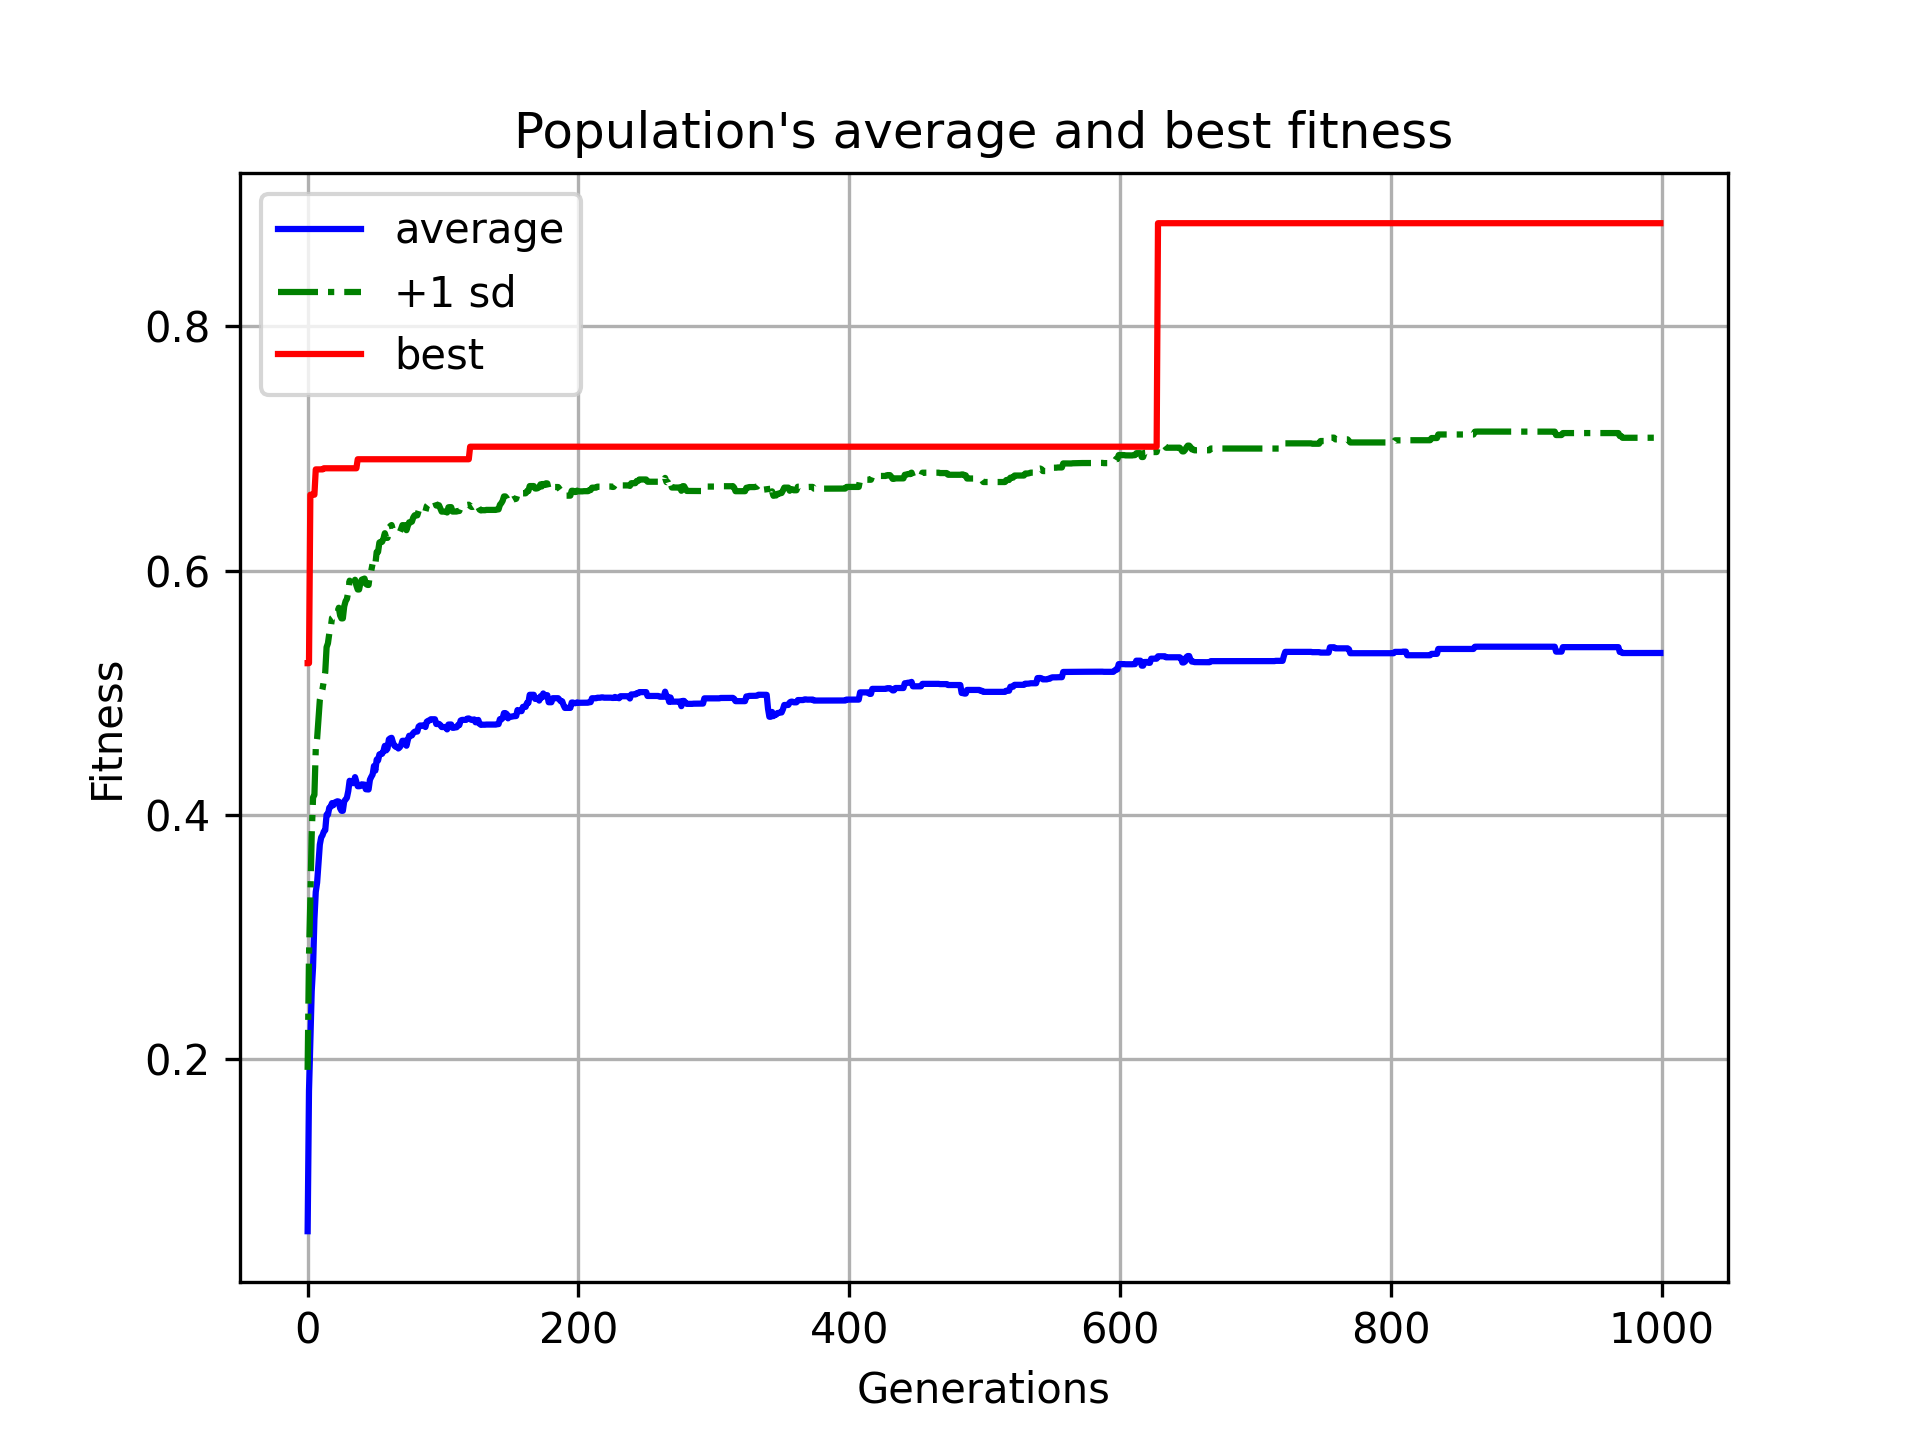 Population's average and best fitness
average
+1 sd
best
0.8
0.6
0.4
0.2
Fitness
0 200 400 600 800 1000
Generations